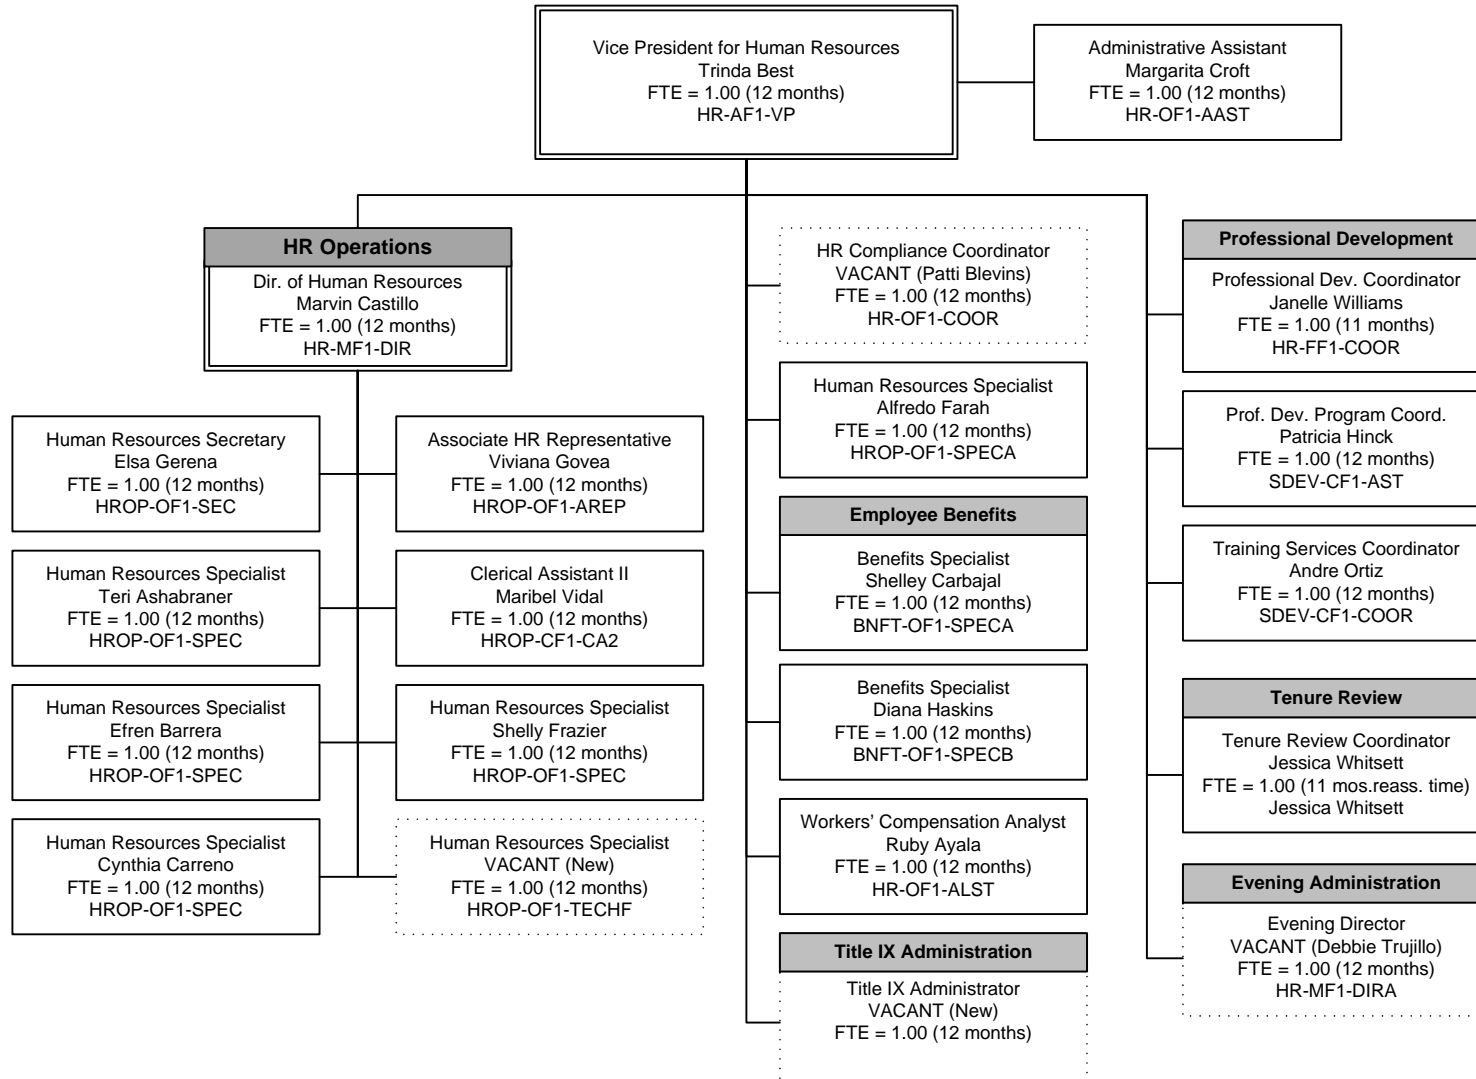 Vice President for Human Resources
Trinda Best
FTE = 1.00 (12 months)
HR-AF1-VP
Administrative Assistant
Margarita Croft
FTE = 1.00 (12 months)
HR-OF1-AAST
HR Operations
Dir. of Human Resources
Marvin Castillo
FTE = 1.00 (12 months)
HR-MF1-DIR
Human Resources Secretary
Elsa Gerena
FTE = 1.00 (12 months)
HROP-OF1-SEC
Associate HR Representative
Viviana Govea
FTE = 1.00 (12 months)
HROP-OF1-AREP
Human Resources Specialist
Teri Ashabraner
FTE = 1.00 (12 months)
HROP-OF1-SPEC
Clerical Assistant II
Maribel Vidal
FTE = 1.00 (12 months)
HROP-CF1-CA2
Human Resources Specialist
Efren Barrera
FTE = 1.00 (12 months)
HROP-OF1-SPEC
Human Resources Specialist
Shelly Frazier
FTE = 1.00 (12 months)
HROP-OF1-SPEC
Human Resources Specialist
Cynthia Carreno
FTE = 1.00 (12 months)
HROP-OF1-SPEC
Human Resources Specialist
VACANT (New)
FTE = 1.00 (12 months)
HROP-OF1-TECHF
HR Compliance Coordinator
VACANT (Patti Blevins)
FTE = 1.00 (12 months)
HR-OF1-COOR
Human Resources Specialist
Alfredo Farah
FTE = 1.00 (12 months)
HROP-OF1-SPECA
Employee Benefits
Benefits Specialist
Shelley Carbajal
FTE = 1.00 (12 months)
BNFT-OF1-SPECA
Benefits Specialist
Diana Haskins
FTE = 1.00 (12 months)
BNFT-OF1-SPECB
Workers’ Compensation Analyst
Ruby Ayala
FTE = 1.00 (12 months)
HR-OF1-ALST
Title IX Administration
Title IX Administrator
VACANT (New)
FTE = 1.00 (12 months)
Professional Development
Professional Dev. Coordinator
Janelle Williams
FTE = 1.00 (11 months)
HR-FF1-COOR
Prof. Dev. Program Coord.
Patricia Hinck
FTE = 1.00 (12 months)
SDEV-CF1-AST
Training Services Coordinator
Andre Ortiz
FTE = 1.00 (12 months)
SDEV-CF1-COOR
Tenure Review
Tenure Review Coordinator
Jessica Whitsett
FTE = 1.00 (11 mos.reass. time)
Jessica Whitsett
Evening Administration
Evening Director
VACANT (Debbie Trujillo)
FTE = 1.00 (12 months)
HR-MF1-DIRA